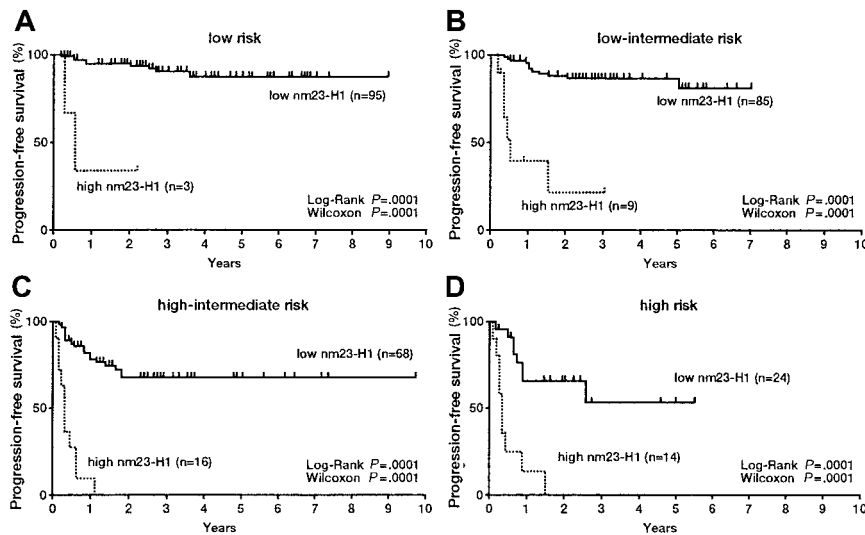 A
low risk
Progression-free survival (%)
100
50
0
low nm23-H1 (n=95)
high nm23-H1 (n=3)
Log-Rank P=.0001
Wilcoxon P=.0001
0 1 2 3 4 5 6 7 8 9 10
Years
B
low-intermediate risk
Progression-free survival (%)
100
50
0
low nm23-H1 (n=85)
high nm23-H1 (n=9)
Log-Rank P=.0001
Wilcoxon P=.0001
0 1 2 3 4 5 6 7 8 9 10
Years
C
high-intermediate risk
Progression-free survival (%)
100
50
0
low nm23-H1 (n=68)
high nm23-H1 (n=16)
Log-Rank P=.0001
Wilcoxon P=.0001
0 1 2 3 4 5 6 7 8 9 10
Years
D
high risk
Progression-free survival (%)
100
50
0
low nm23-H1 (n=24)
high nm23-H1 (n=14)
Log-Rank P=.0001
Wilcoxon P=.0001
0 1 2 3 4 5 6 7 8 9 10
Years